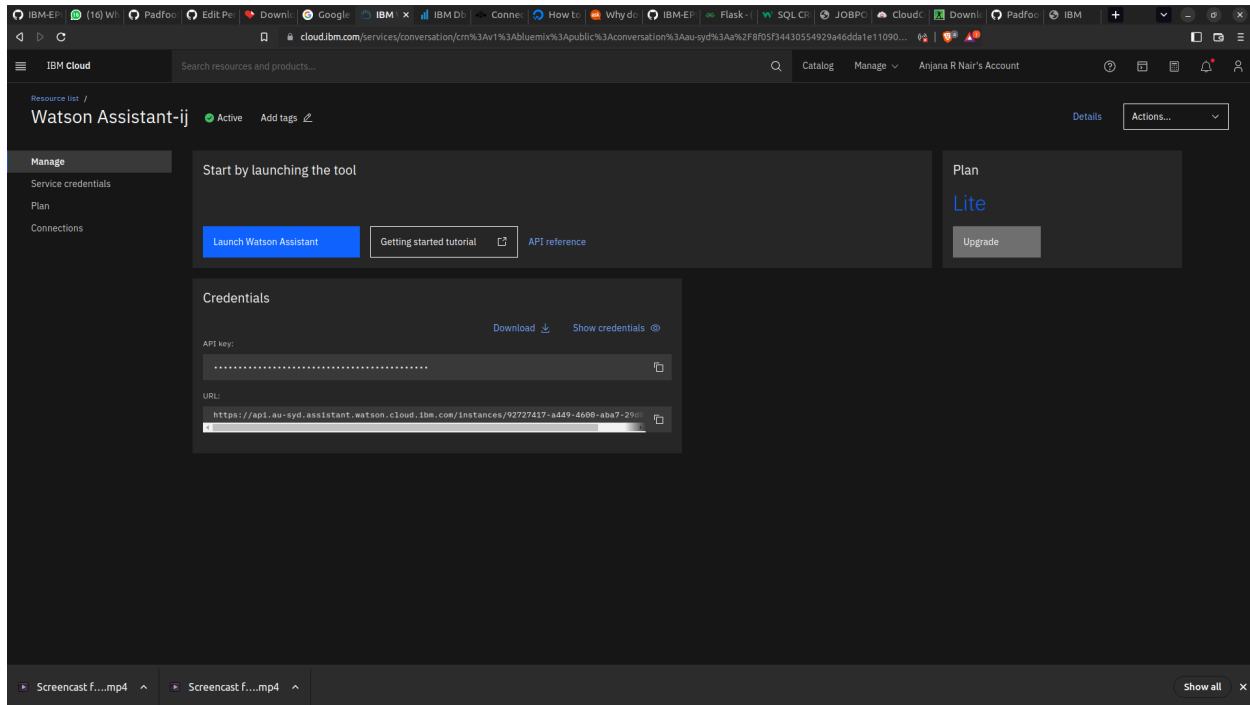 IBM-EP (16) Wh Padfoo Edit Per Downlo Google IBM IBM Db Connec How to Why do IBM-EP Flask - ( SQL CR JOBPO CloudC Downlo Padfoo IBM
cloud.ibm.com/services/conversation/crn%3Av1%3Abluemix%3Apublic%3Aconversation%3Aau-syd%3Aa%2F8f05f34430554929a46dda1e11090...
IBM Cloud Search resources and products... Catalog Manage Anjana R Nair's Account
Resource list /
Watson Assistant-ij Active Add tags Details Actions...
Manage
Service credentials
Plan
Connections
Start by launching the tool
Launch Watson Assistant Getting started tutorial API reference
Plan
Lite
Upgrade
Credentials
Download Show credentials
API key:
URL:
https://api.au-syd.assistant.watson.cloud.ibm.com/instances/92727417-a449-4600-aba7-29d
Screencast f....mp4 Screencast f....mp4 Show all